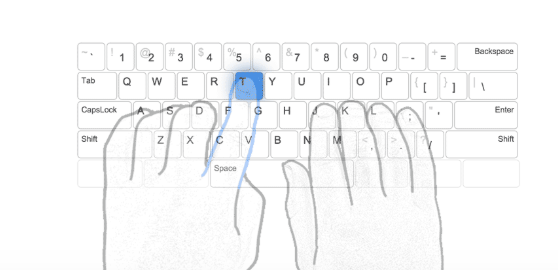 ~ ` ! 1 @ 2 # 3 $ 4 % 5 ^ 6 & 7 * 8 ( 9 ) 0 _ - + = Backspace
Tab Q W E R T Y U I O P { [ } ] | \
CapsLock A S D F G H J K L : ; " ' Enter
Shift Z X C V B N M < , > . ? / Shift
Space